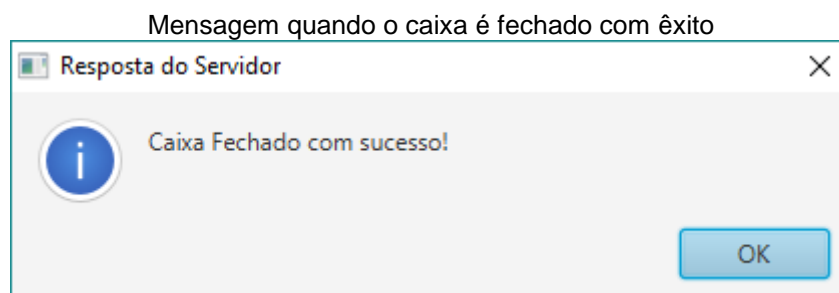 Mensagem quando o caixa é fechado com êxito
Resposta do Servidor
Caixa Fechado com sucesso!
OK